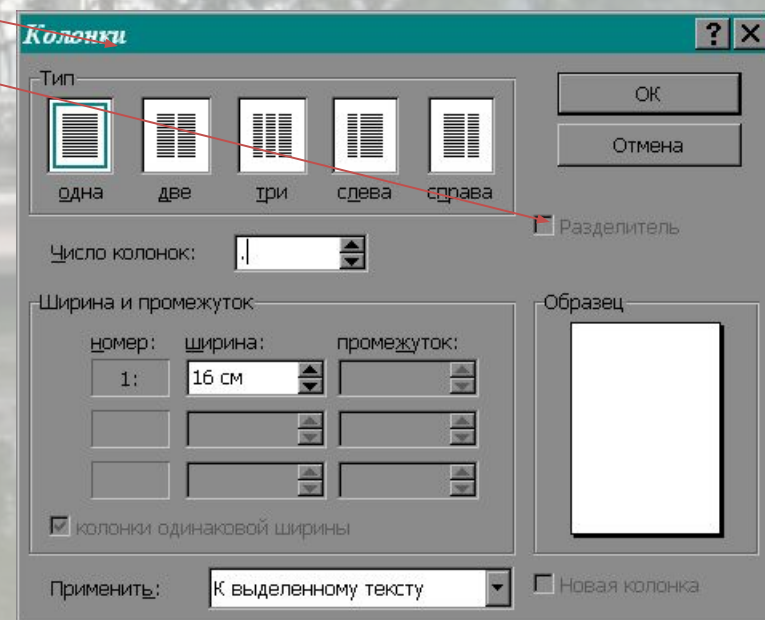 Колонки
Тип
одна две три слева справа
ОК
Отмена
Разделитель
Число колонок: .
Ширина и промежуток
номер: ширина: промежуток:
1: 16 см
колонки одинаковой ширины
Образец
Применить: К выделенному тексту
Новая колонка